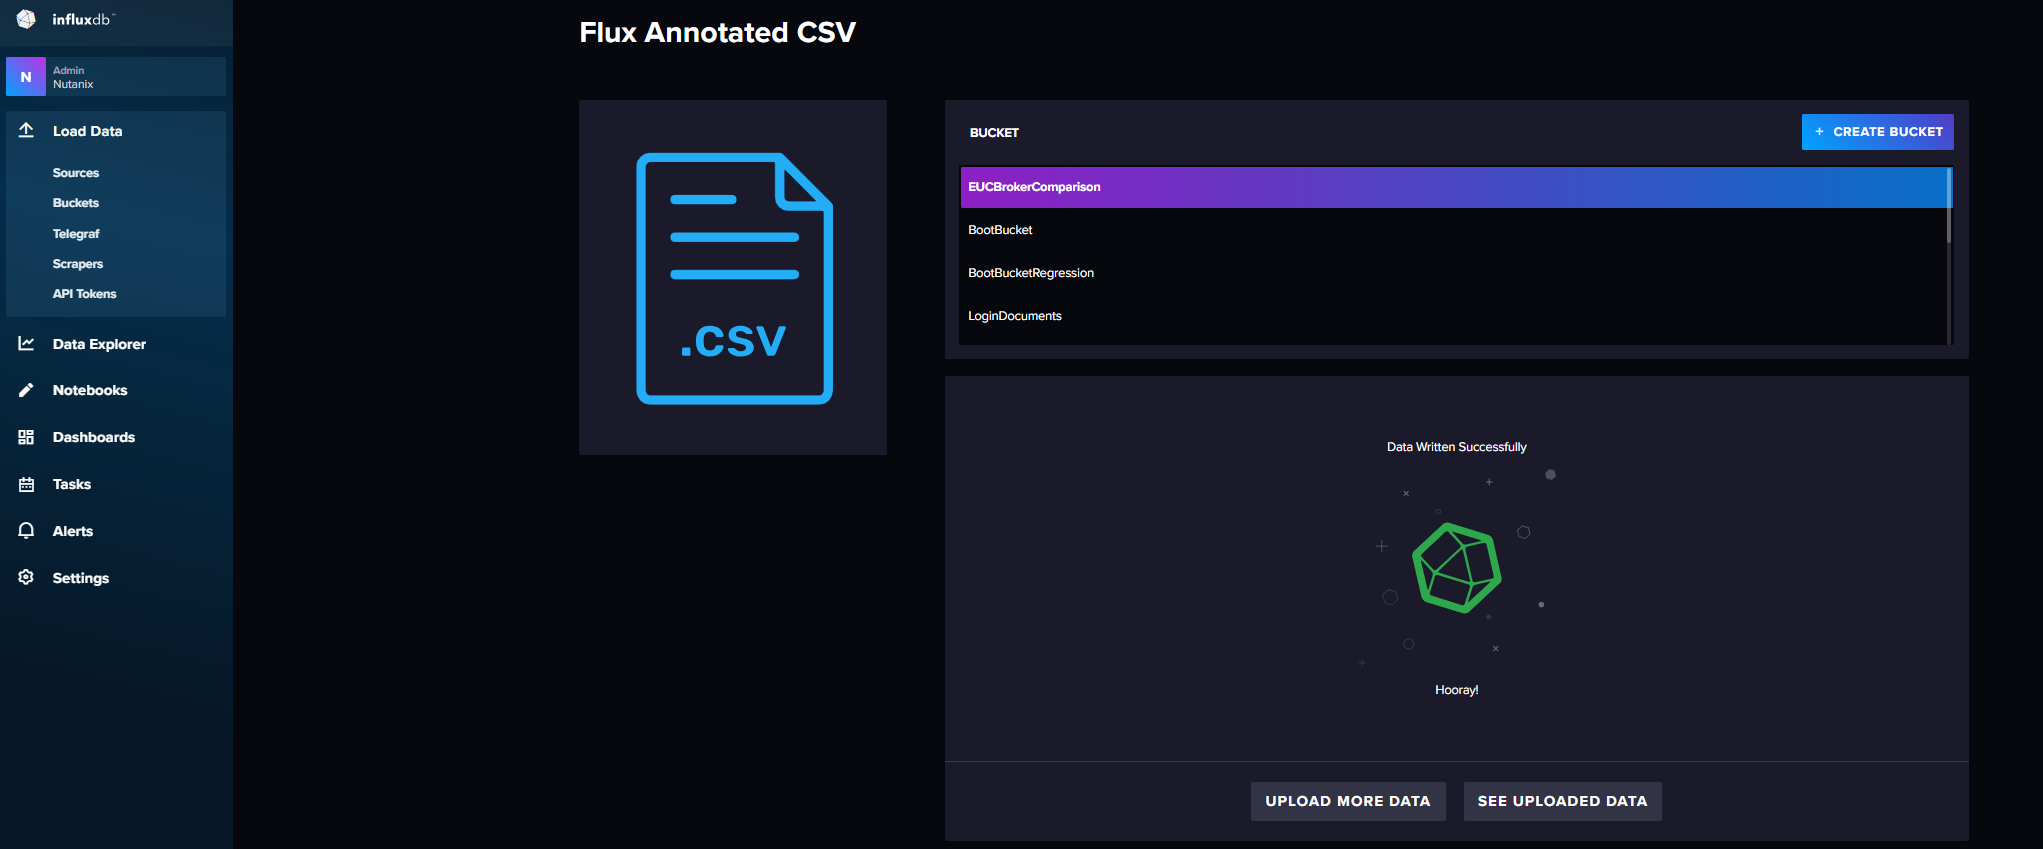 influxdb™
N
Admin
Nutanix
Load Data
Sources
Buckets
Telegraf
Scrapers
API Tokens
Data Explorer
Notebooks
Dashboards
Tasks
Alerts
Settings
Flux Annotated CSV
.CSV
BUCKET
+ CREATE BUCKET
EUCBrokerComparison
BootBucket
BootBucketRegression
LoginDocuments
Data Written Successfully
Hooray!
UPLOAD MORE DATA
SEE UPLOADED DATA